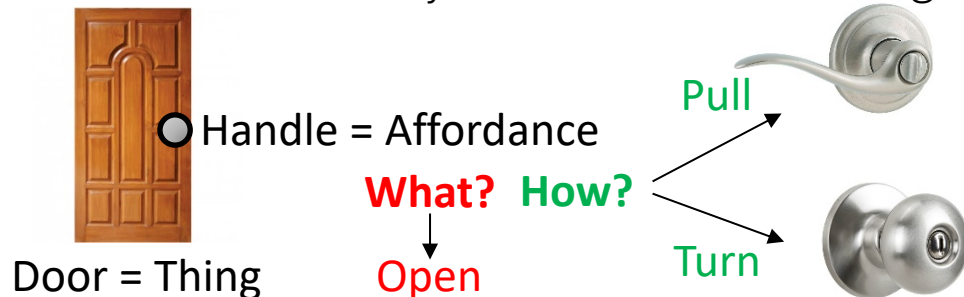 Pull
Handle = Affordance
What? How?
Door = Thing
Open
Turn